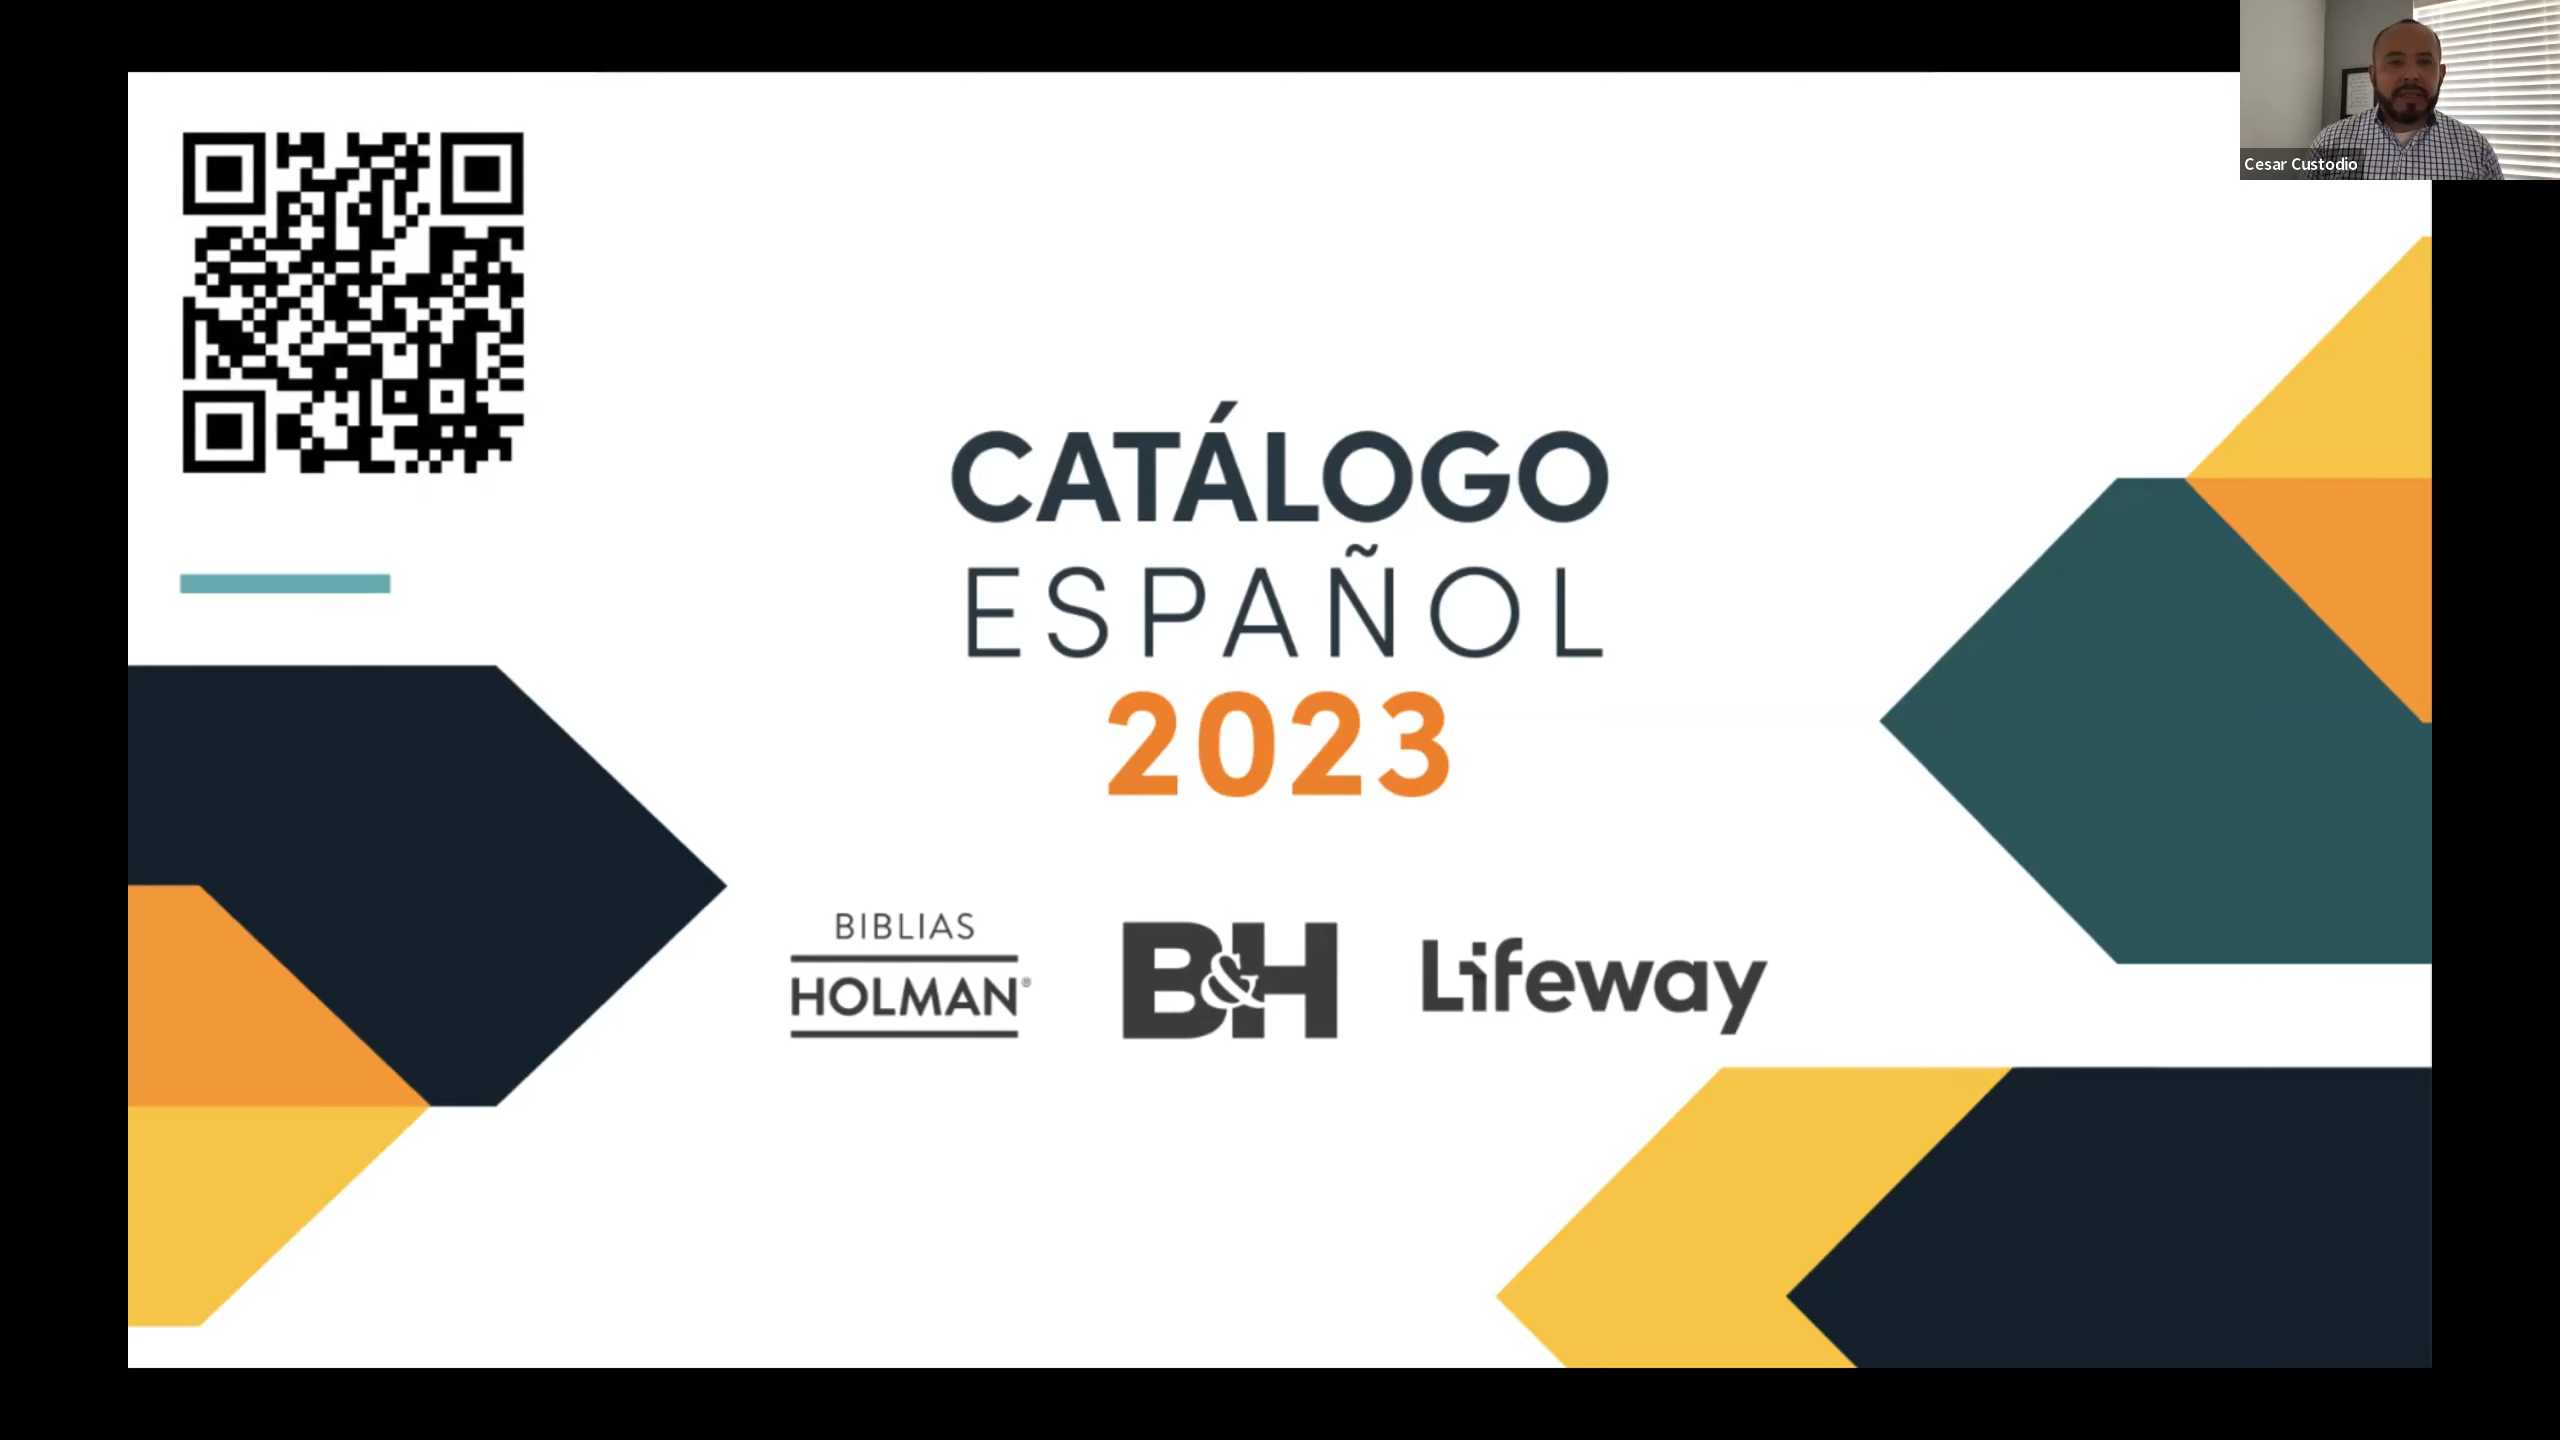 Cesar Custodio
CATÁLOGO
ESPAÑOL
2023
BIBLIAS
HOLMAN®
B&H
Lifeway